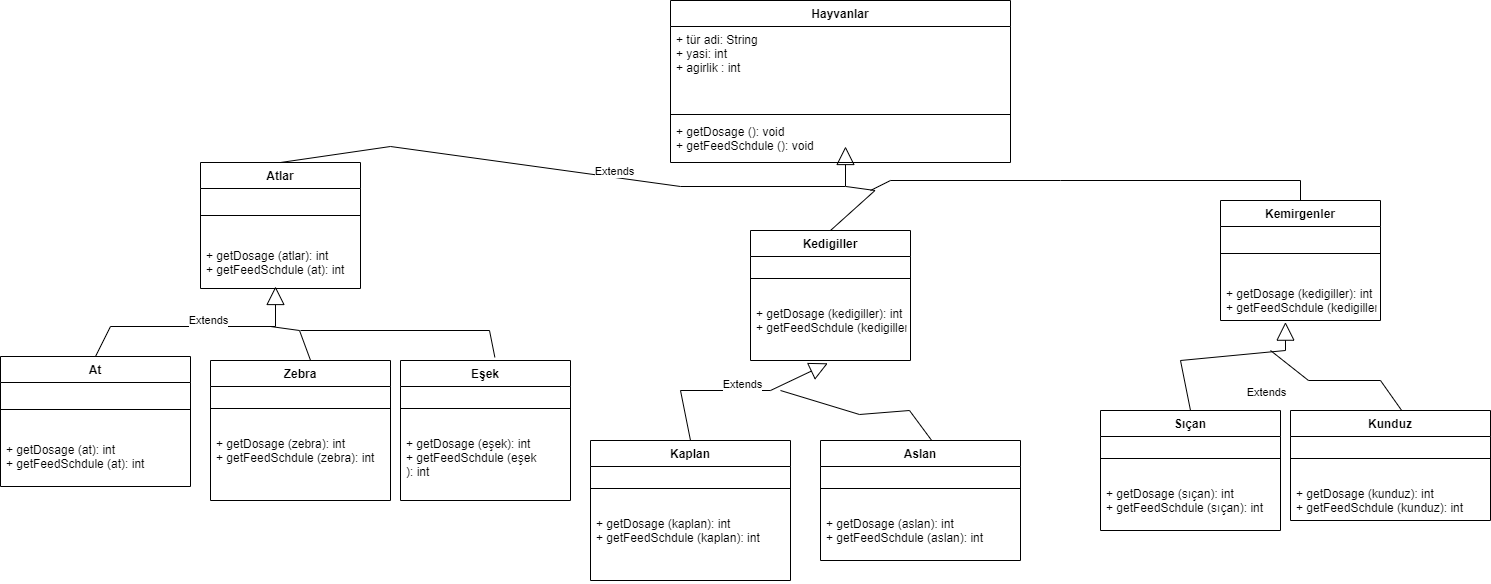 Hayvanlar
+ tür adi: String
+ yasi: int
+ agirlik : int
+ getDosage (): void
+ getFeedSchdule (): void
Extends
Atlar
+ getDosage (atlar): int
+ getFeedSchdule (at): int
Kedigiller
+ getDosage (kedigiller): int
+ getFeedSchdule (kedigiller
Kemirgenler
+ getDosage (kedigiller): int
+ getFeedSchdule (kedigiller
Extends
At
+ getDosage (at): int
+ getFeedSchdule (at): int
Zebra
+ getDosage (zebra): int
+ getFeedSchdule (zebra): int
Eşek
+ getDosage (eşek): int
+ getFeedSchdule (eşek
): int
Extends
Kaplan
+ getDosage (kaplan): int
+ getFeedSchdule (kaplan): int
Aslan
+ getDosage (aslan): int
+ getFeedSchdule (aslan): int
Extends
Sıçan
+ getDosage (sıçan): int
+ getFeedSchdule (sıçan): int
Kunduz
+ getDosage (kunduz): int
+ getFeedSchdule (kunduz): int